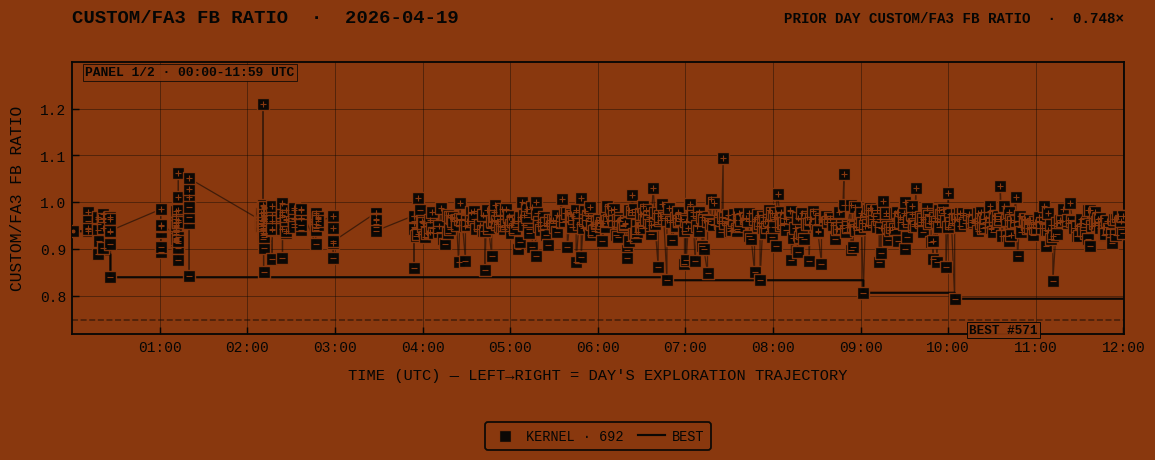 CUSTOM/FA3 FB RATIO · 2026-04-19
PRIOR DAY CUSTOM/FA3 FB RATIO · 0.748×
PANEL 1/2 · 00:00-11:59 UTC
CUSTOM/FA3 FB RATIO
1.2
1.1
1.0
0.9
0.8
BEST #571
01:00 02:00 03:00 04:00 05:00 06:00 07:00 08:00 09:00 10:00 11:00 12:00
TIME (UTC) — LEFT→RIGHT = DAY'S EXPLORATION TRAJECTORY
KERNEL · 692 BEST